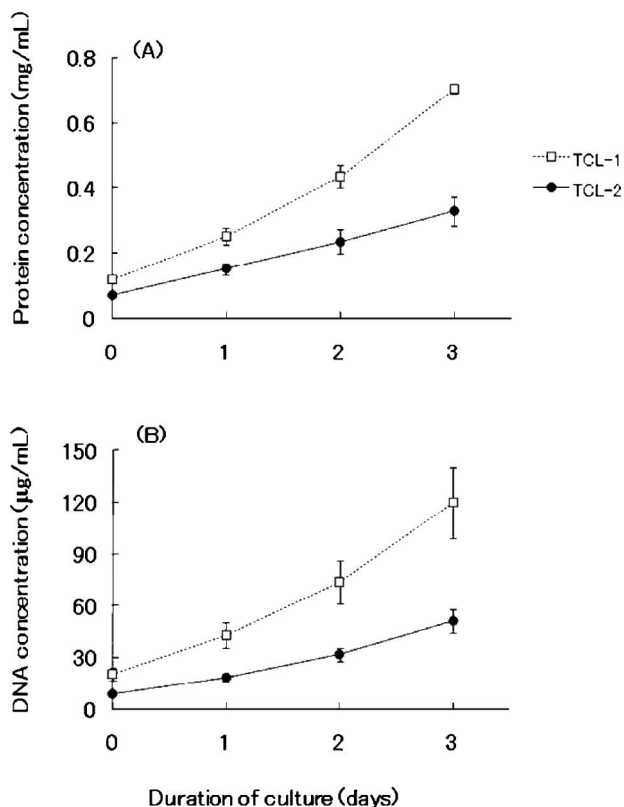 (A)
Protein concentration (mg/mL)
0.8
0.6
0.4
0.2
0
0 1 2 3
TCL-1
TCL-2
(B)
DNA concentration (μg/mL)
150
120
90
60
30
0
0 1 2 3
Duration of culture (days)